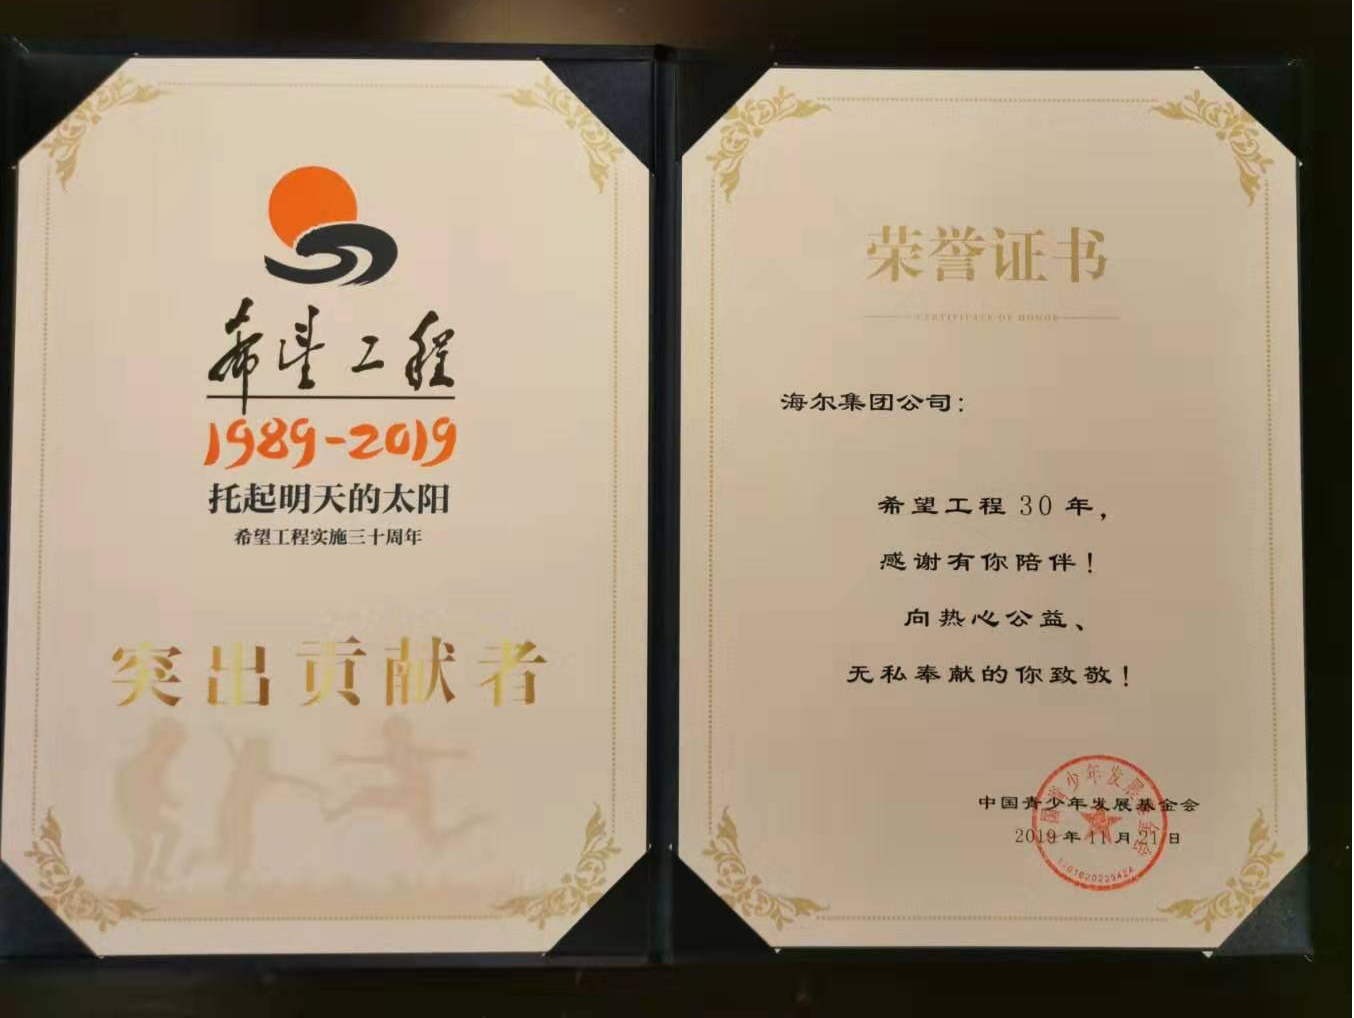 希望工程
1989-2019
托起明天的太阳
希望工程实施三十周年
突出贡献者
荣誉证书
CERTIFICATE OF HONOR
海尔集团公司:
希望工程30年,
感谢有你陪伴!
向热心公益、
无私奉献的你致敬!
中国青少年发展基金会
2019年11月21日